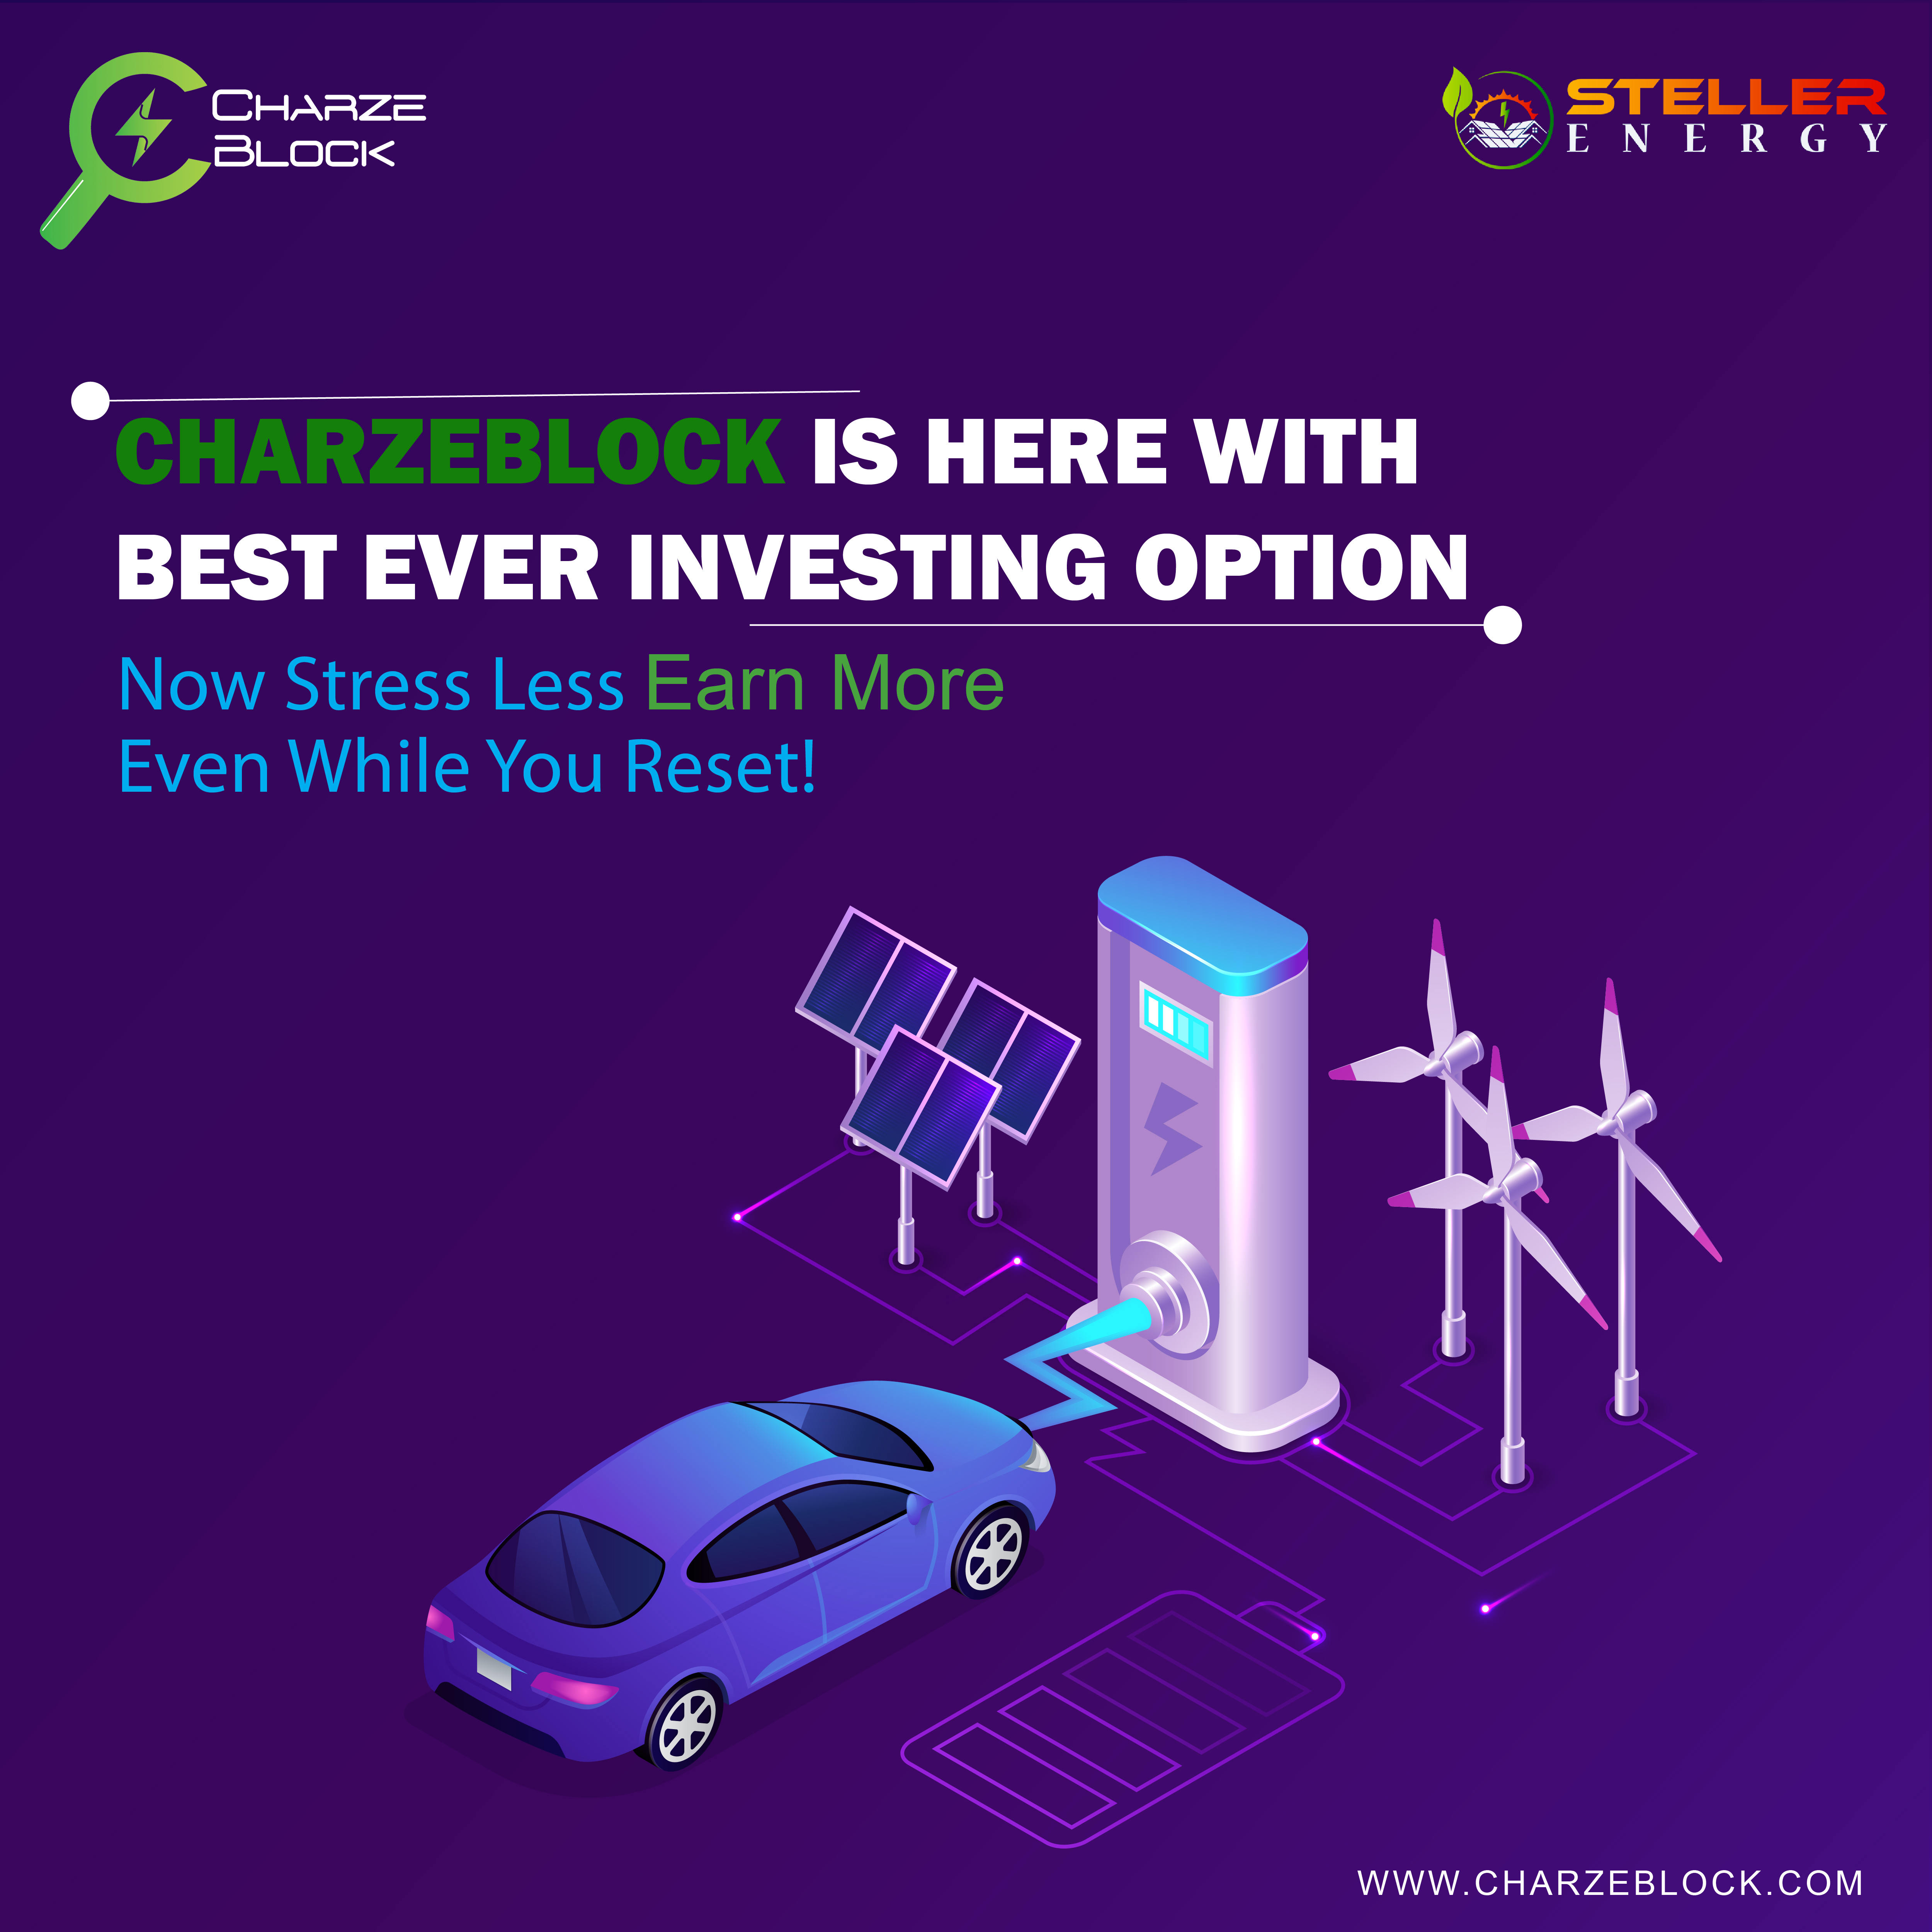 CHARZE
BLOCK
STELLER
ENERGY
CHARZEBLOCK IS HERE WITH
BEST EVER INVESTING OPTION
Now Stress Less Earn More
Even While You Reset!
WWW.CHARZEBLOCK.COM